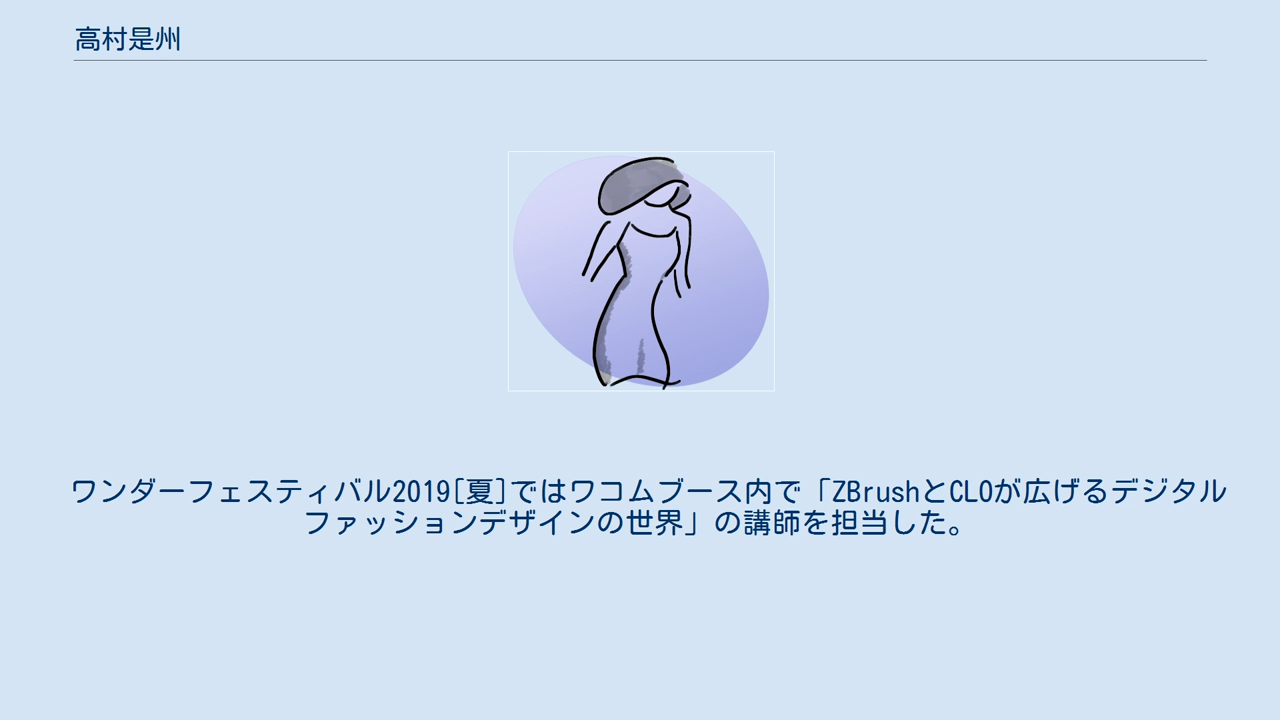 高村是州
ワンダーフェスティバル2019[夏]ではワコムブース内で「ZBrushとCLOが広げるデジタル
ファッションデザインの世界」の講師を担当した。